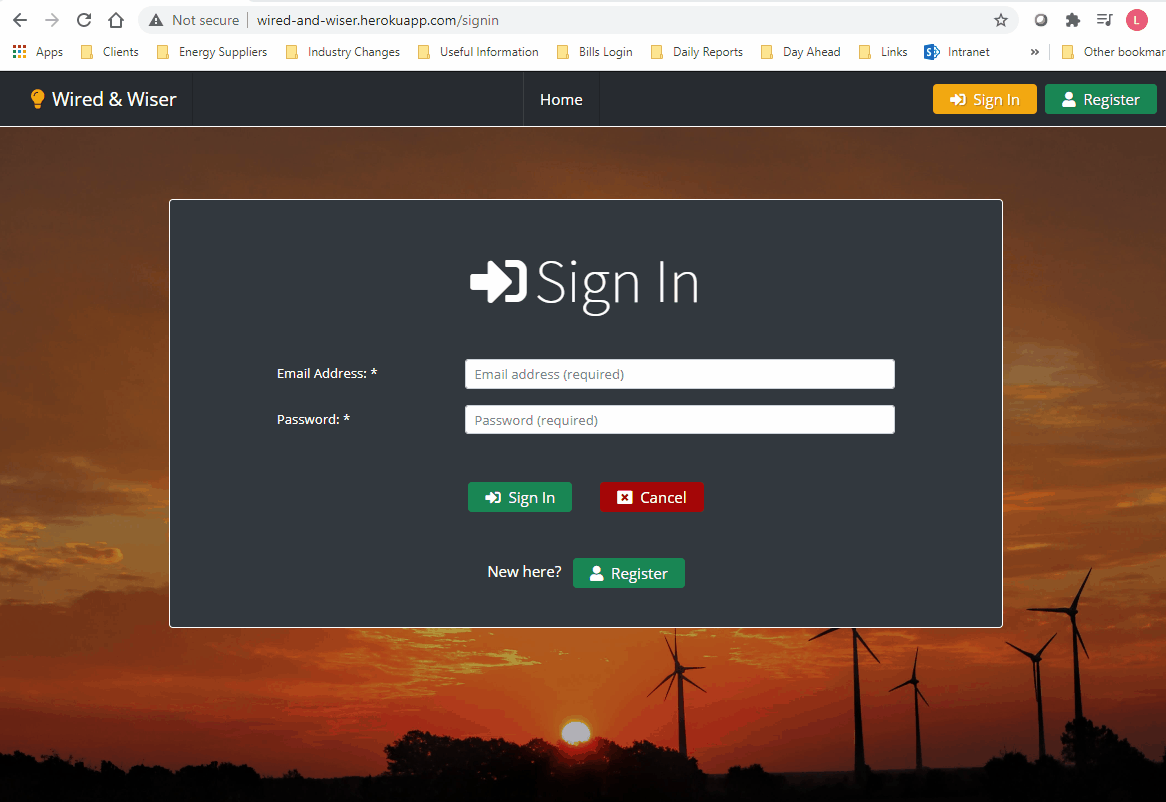 Not secure | wired-and-wiser.herokuapp.com/signin L
Apps Clients Energy Suppliers Industry Changes Useful Information Bills Login Daily Reports Day Ahead Links S Intranet » Other bookmar
Wired & Wiser Home Sign In Register
Sign In
Email Address: * Email address (required)
Password: * Password (required)
Sign In Cancel
New here? Register